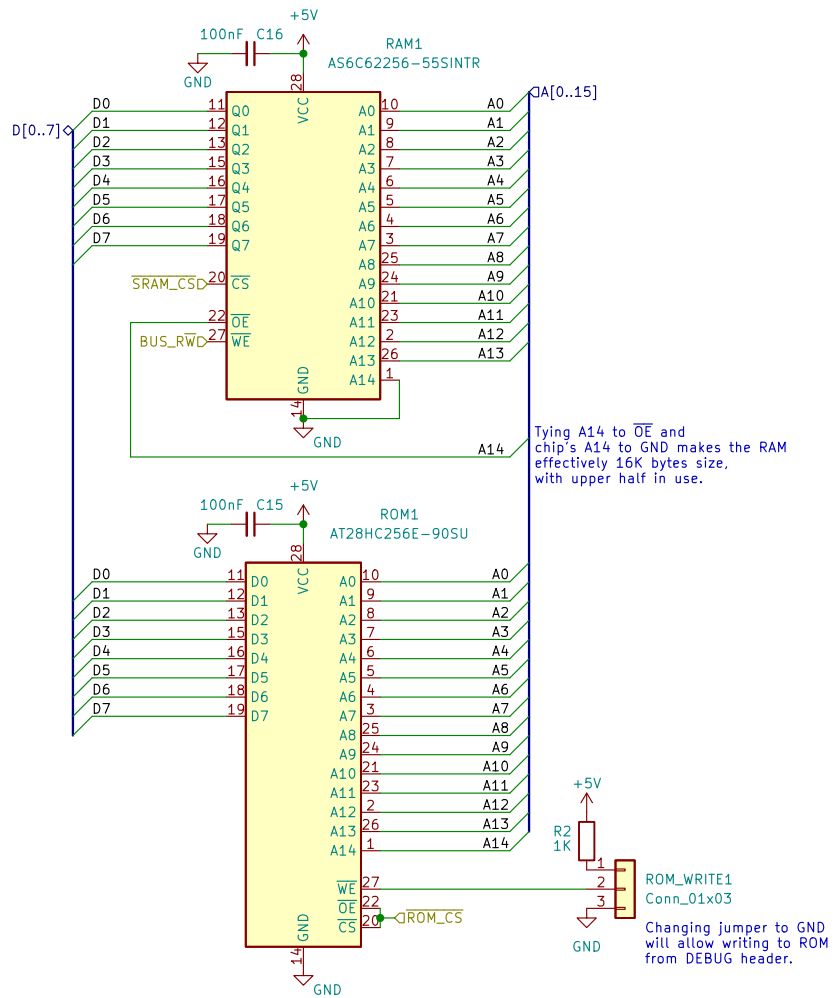 +5V
100nF C16
RAM1
AS6C62256-55SINTR
GND
28
VCC
A[0..15]
D[0..7]
D0 11 Q0 A0 10 A0
D1 12 Q1 A1 9 A1
D2 13 Q2 A2 8 A2
D3 15 Q3 A3 7 A3
D4 16 Q4 A4 6 A4
D5 17 Q5 A5 5 A5
D6 18 Q6 A6 4 A6
D7 19 Q7 A7 3 A7
A8 25 A8
SRAM_CS 20 CS A9 24 A9
A10 21 A10
22 OE A11 23 A11
BUS_RW 27 WE A12 2 A12
A13 26 A13
A14 1
GND
14
GND
A14
Tying A14 to OE and
chip's A14 to GND makes the RAM
effectively 16K bytes size,
with upper half in use.
+5V
100nF C15
ROM1
AT28HC256E-90SU
GND
28
VCC
D0 11 D0 A0 10 A0
D1 12 D1 A1 9 A1
D2 13 D2 A2 8 A2
D3 15 D3 A3 7 A3
D4 16 D4 A4 6 A4
D5 17 D5 A5 5 A5
D6 18 D6 A6 4 A6
D7 19 D7 A7 3 A7
A8 25 A8
A9 24 A9
A10 21 A10
A11 23 A11
A12 2 A12
A13 26 A13
A14 1 A14
WE 27
OE 22
CS 20
ROM_CS
GND
14
GND
+5V
R2
1K
1
2
3
ROM_WRITE1
Conn_01x03
GND
Changing jumper to GND
will allow writing to ROM
from DEBUG header.